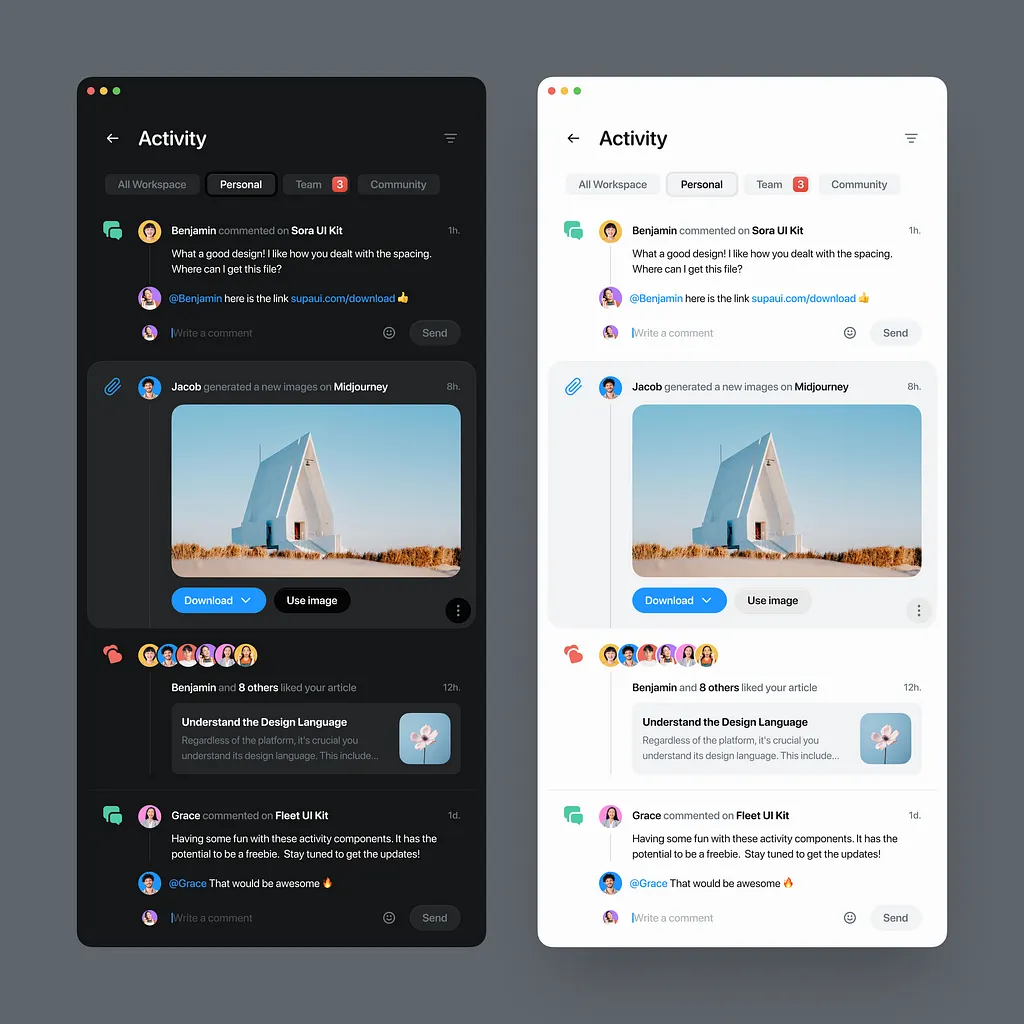 Activity
All Workspace Personal Team 3 Community
Benjamin commented on Sora UI Kit 1h.
What a good design! I like how you dealt with the spacing.
Where can I get this file?
@Benjamin here is the link supaui.com/download 👍
Write a comment Send
Jacob generated a new images on Midjourney 8h.
Download Use image
Benjamin and 8 others liked your article 12h.
Understand the Design Language
Regardless of the platform, it's crucial you
understand its design language. This include...
Grace commented on Fleet UI Kit 1d.
Having some fun with these activity components. It has the
potential to be a freebie. Stay tuned to get the updates!
@Grace That would be awesome 🔥
Write a comment Send
Activity
All Workspace Personal Team 3 Community
Benjamin commented on Sora UI Kit 1h.
What a good design! I like how you dealt with the spacing.
Where can I get this file?
@Benjamin here is the link supaui.com/download 👍
Write a comment Send
Jacob generated a new images on Midjourney 8h.
Download Use image
Benjamin and 8 others liked your article 12h.
Understand the Design Language
Regardless of the platform, it's crucial you
understand its design language. This include...
Grace commented on Fleet UI Kit 1d.
Having some fun with these activity components. It has the
potential to be a freebie. Stay tuned to get the updates!
@Grace That would be awesome 🔥
Write a comment Send